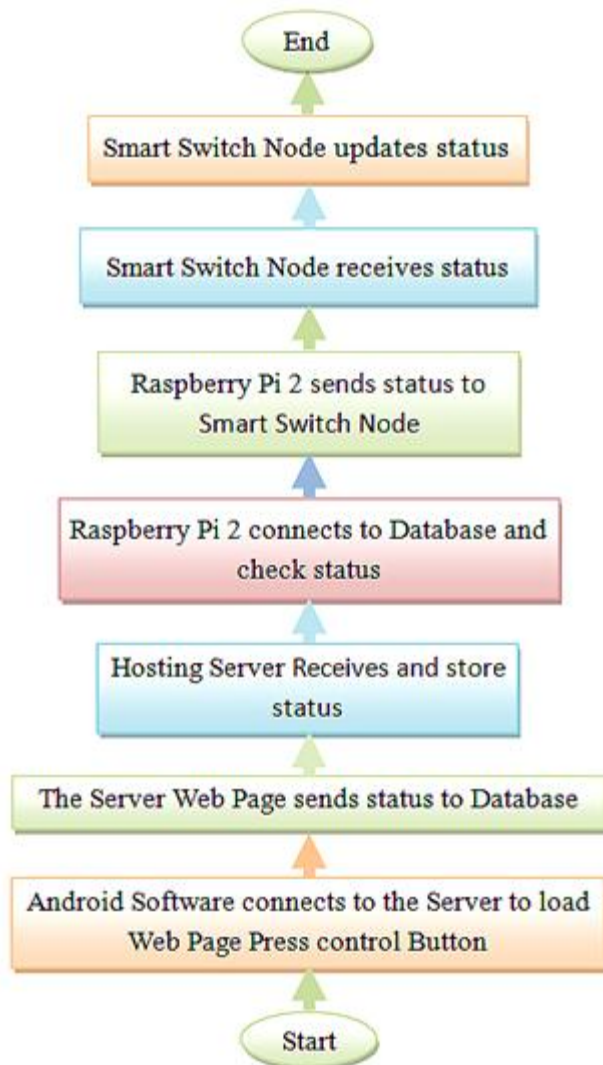 End
Smart Switch Node updates status
Smart Switch Node receives status
Raspberry Pi 2 sends status to
Smart Switch Node
Raspberry Pi 2 connects to Database and
check status
Hosting Server Receives and store
status
The Server Web Page sends status to Database
Android Software connects to the Server to load
Web Page Press control Button
Start